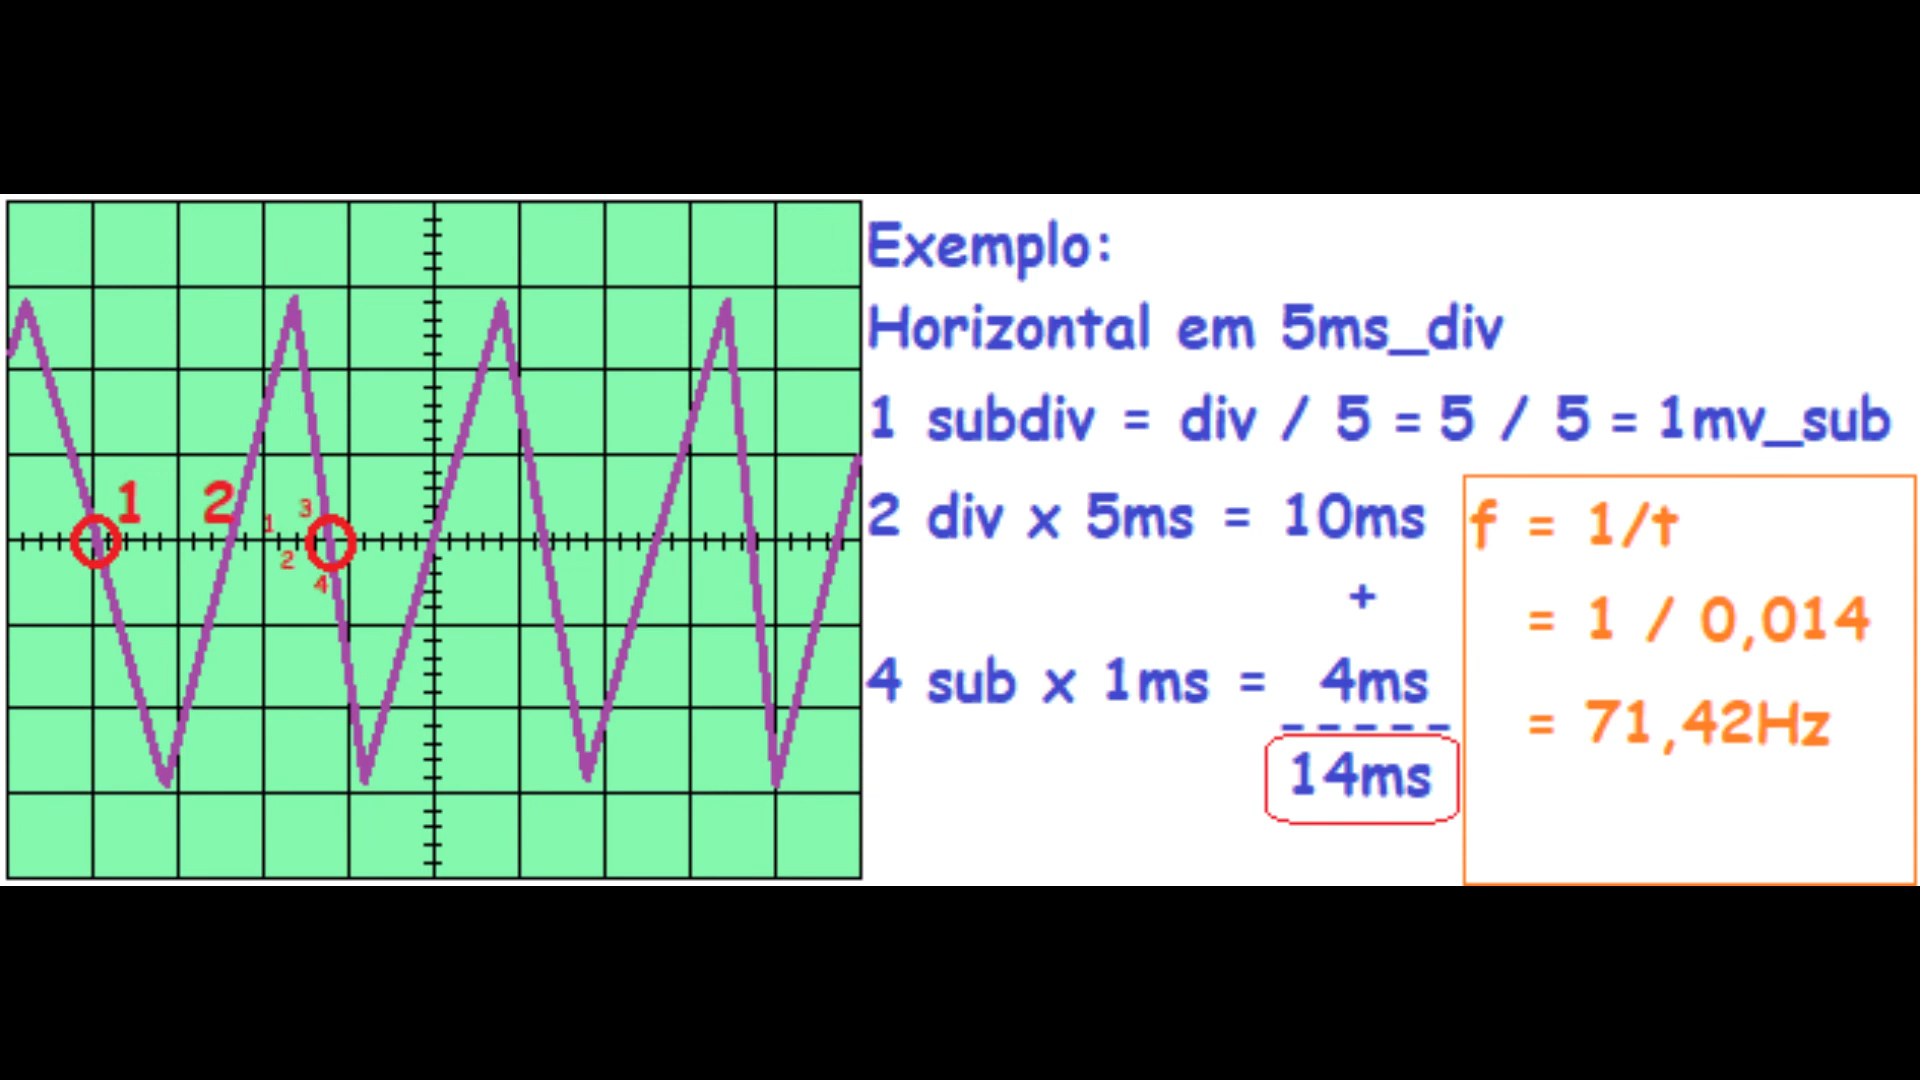 1 2 1 3
2 4
Exemplo:
Horizontal em 5ms_div
1 subdiv = div / 5 = 5 / 5 = 1mv_sub
2 div x 5ms = 10ms
+
4 sub x 1ms = 4ms
-----
14ms
f = 1/t
= 1 / 0,014
= 71,42Hz